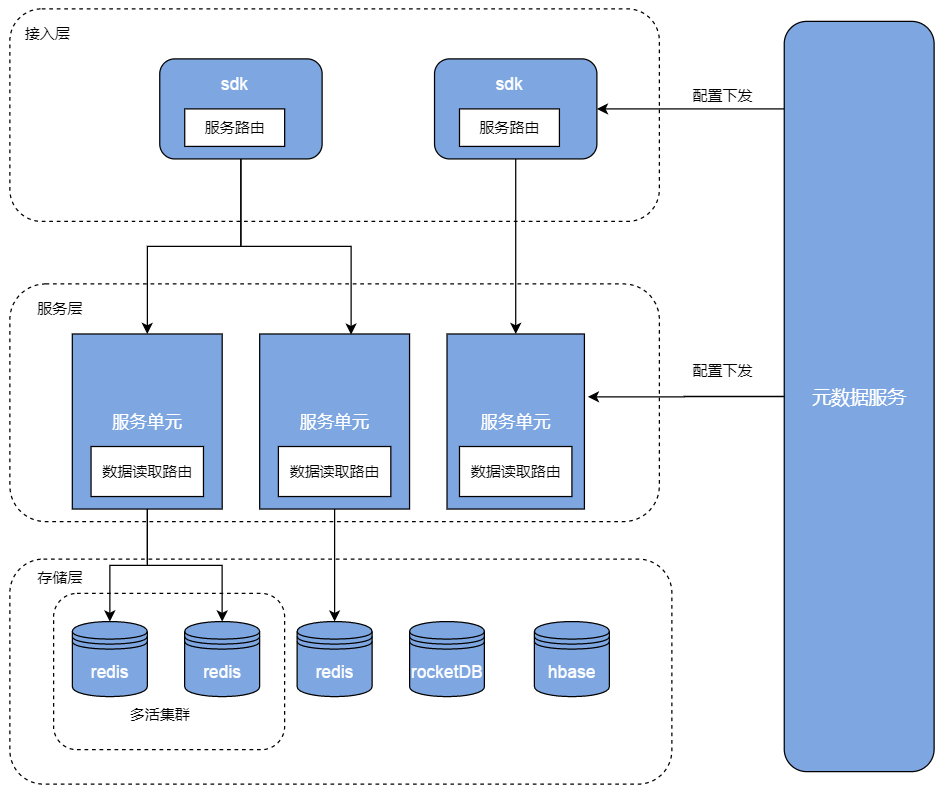 接入层
sdk
服务路由
sdk
服务路由
配置下发
服务层
服务单元
数据读取路由
服务单元
数据读取路由
服务单元
数据读取路由
配置下发
元数据服务
存储层
redis
redis
多活集群
redis
rocketDB
hbase